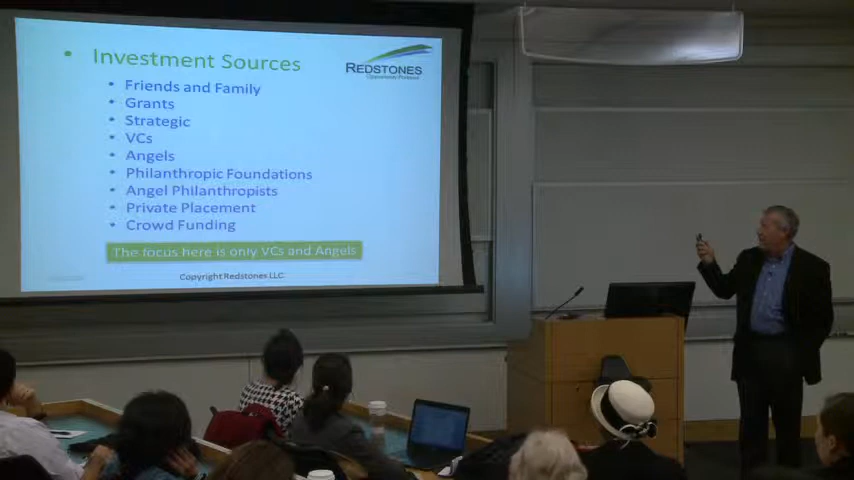 Investment Sources
REDSTONES
Friends and Family
Grants
Strategic
VCs
Angels
Philanthropic Foundations
Angel Philanthropists
Private Placement
Crowd Funding
The focus here is only VCs and Angels
Copyright Redstones LLC